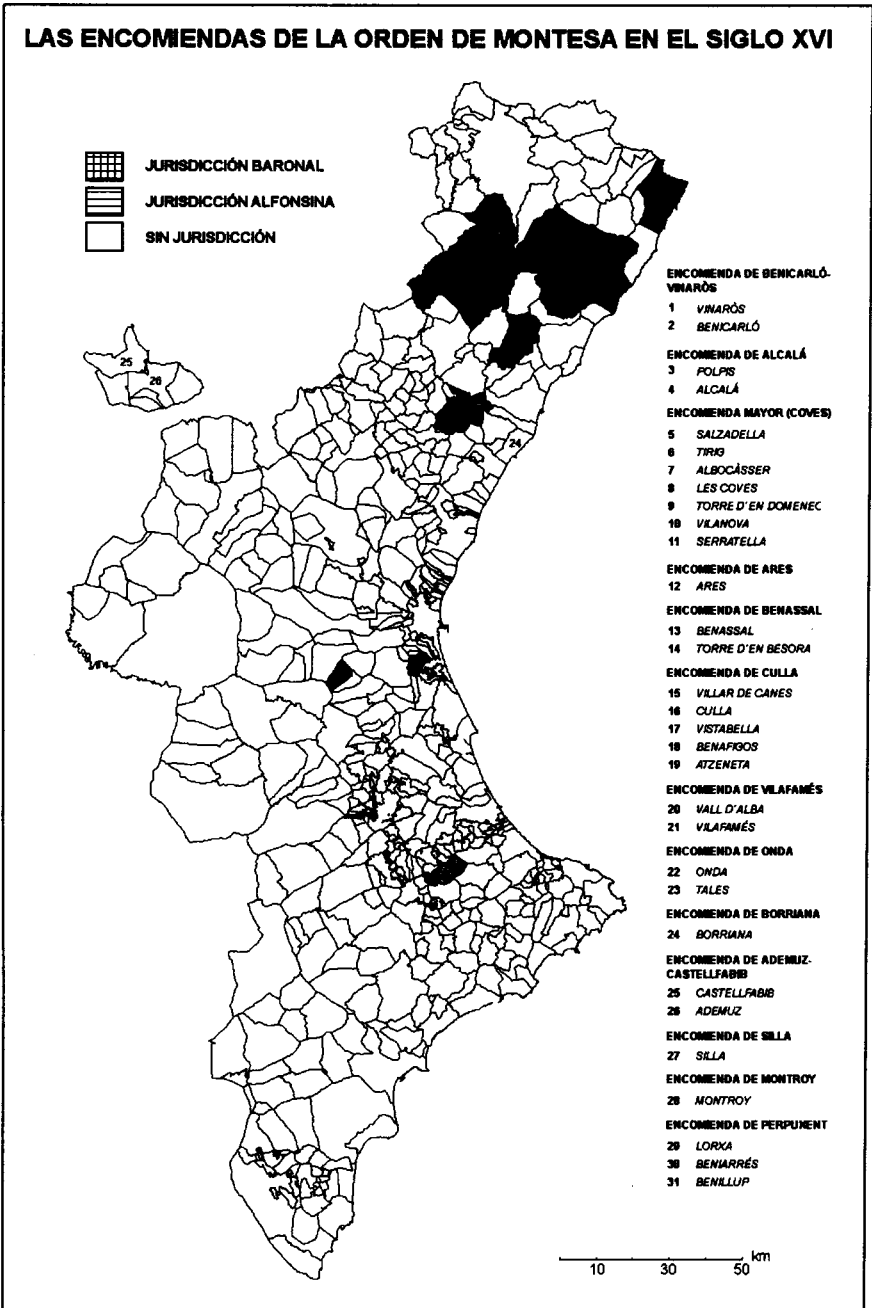 LAS ENCOMIENDAS DE LA ORDEN DE MONTESA EN EL SIGLO XVI
JURISDICCIÓN BARONAL
JURISDICCIÓN ALFONSINA
SIN JURISDICCIÓN
25
26
24
ENCOMIENDA DE BENICARLÓ-
VINARÒS
1 VINARÒS
2 BENICARLÓ
ENCOMIENDA DE ALCALÁ
3 POLPIS
4 ALCALÁ
ENCOMIENDA MAYOR (COVES)
5 SALZADELLA
6 TIRIG
7 ALBOCÀSSER
8 LES COVES
9 TORRE D'EN DOMENEC
10 VILANOVA
11 SERRATELLA
ENCOMIENDA DE ARES
12 ARES
ENCOMIENDA DE BENASSAL
13 BENASSAL
14 TORRE D'EN BESORA
ENCOMIENDA DE CULLA
15 VILLAR DE CANES
16 CULLA
17 VISTABELLA
18 BENAFIGOS
19 ATZENETA
ENCOMIENDA DE VILAFAMÉS
20 VALL D'ALBA
21 VILAFAMÉS
ENCOMIENDA DE ONDA
22 ONDA
23 TALES
ENCOMIENDA DE BORRIANA
24 BORRIANA
ENCOMIENDA DE ADEMUZ-
CASTELLFABIB
25 CASTELLFABIB
26 ADEMUZ
ENCOMIENDA DE SILLA
27 SILLA
ENCOMIENDA DE MONTROY
28 MONTROY
ENCOMIENDA DE PERPUXENT
29 LORXA
30 BENIARRÉS
31 BENILLUP
km
10 30 50